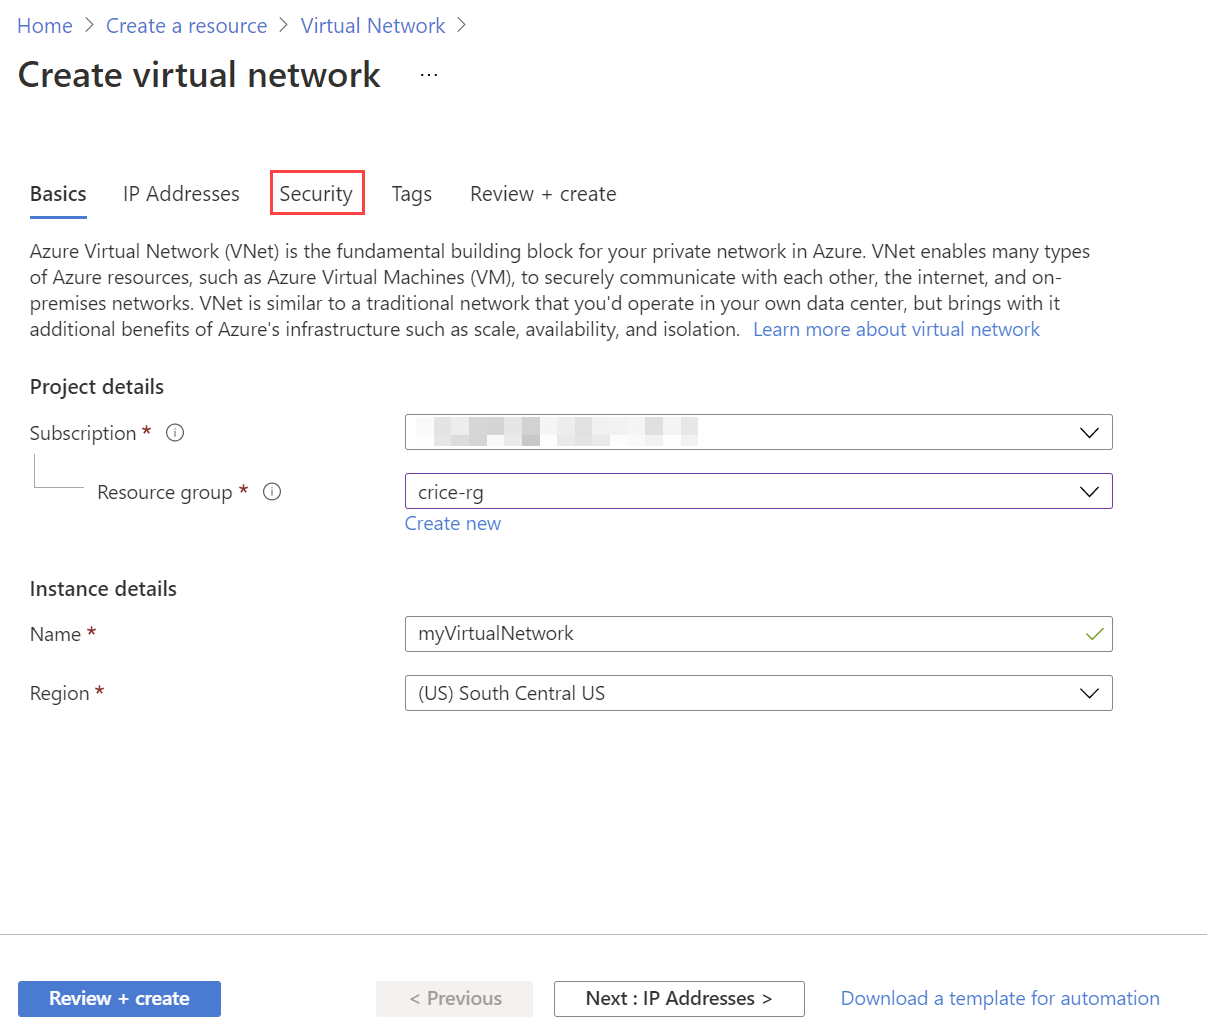 Home > Create a resource > Virtual Network >
Create virtual network ...
Basics IP Addresses Security Tags Review + create
Azure Virtual Network (VNet) is the fundamental building block for your private network in Azure. VNet enables many types
of Azure resources, such as Azure Virtual Machines (VM), to securely communicate with each other, the internet, and on-
premises networks. VNet is similar to a traditional network that you'd operate in your own data center, but brings with it
additional benefits of Azure's infrastructure such as scale, availability, and isolation. Learn more about virtual network
Project details
Subscription *
Resource group * crice-rg
Create new
Instance details
Name * myVirtualNetwork
Region * (US) South Central US
Review + create < Previous Next : IP Addresses > Download a template for automation